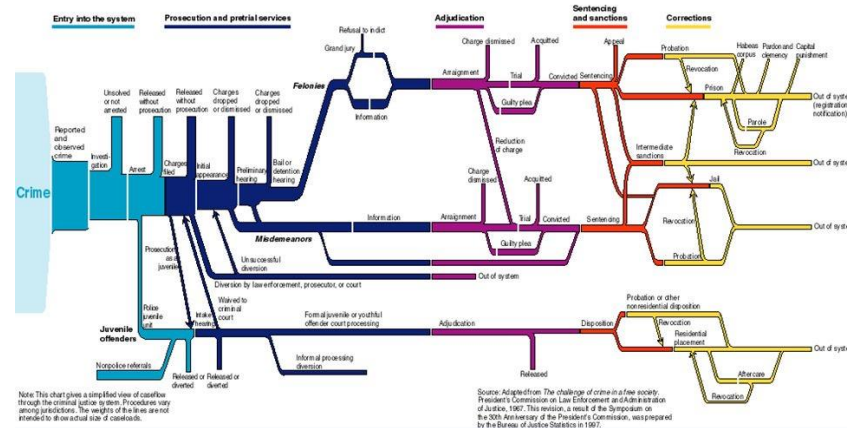 Entry into the system
Prosecution and pretrial services
Adjudication
Sentencing
and sanctions
Corrections
Crime
Reported
and
observed
crime
Investi-
gation
Unsolved
or not
arrested
Released
without
prosecution
Arrest
Released
without
prosecution
Charges
filed
Initial
appearance
Charges
dropped
or dismissed
Preliminary
hearing
Charges
dropped
or dismissed
Bail or
detention
hearing
Felonies
Grand jury
Refusal to indict
Information
Arraignment
Charge dismissed
Acquitted
Trial
Convicted
Guilty plea
Reduction
of charge
Sentencing
Appeal
Probation
Revocation
Prison
Habeas
corpus
Pardon and
clemency
Capital
punishment
Out of system
(registration,
notification)
Parole
Revocation
Intermediate
sanctions
Out of system
Misdemeanors
Information
Arraignment
Charge
dismissed
Acquitted
Trial
Convicted
Guilty plea
Sentencing
Jail
Revocation
Probation
Out of system
Prosecution
as a
juvenile
Unsuccessful
diversion
Diversion by law enforcement, prosecutor, or court
Out of system
Waived to
criminal
court
Police
juvenile
unit
Juvenile
offenders
Intake
hearing
Formal juvenile or youthful
offender court processing
Informal processing
diversion
Nonpolice referrals
Released or
diverted
Released or
diverted
Adjudication
Released
Disposition
Probation or other
nonresidential disposition
Revocation
Residential
placement
Aftercare
Revocation
Out of system
Note: This chart gives a simplified view of caseflow
through the criminal justice system. Procedures vary
among jurisdictions. The weights of the lines are not
intended to show actual size of caseloads.
Source: Adapted from The challenge of crime in a free society.
President's Commission on Law Enforcement and Administration
of Justice, 1967. This revision, a result of the Symposium on
the 30th Anniversary of the President's Commission, was prepared
by the Bureau of Justice Statistics in 1997.